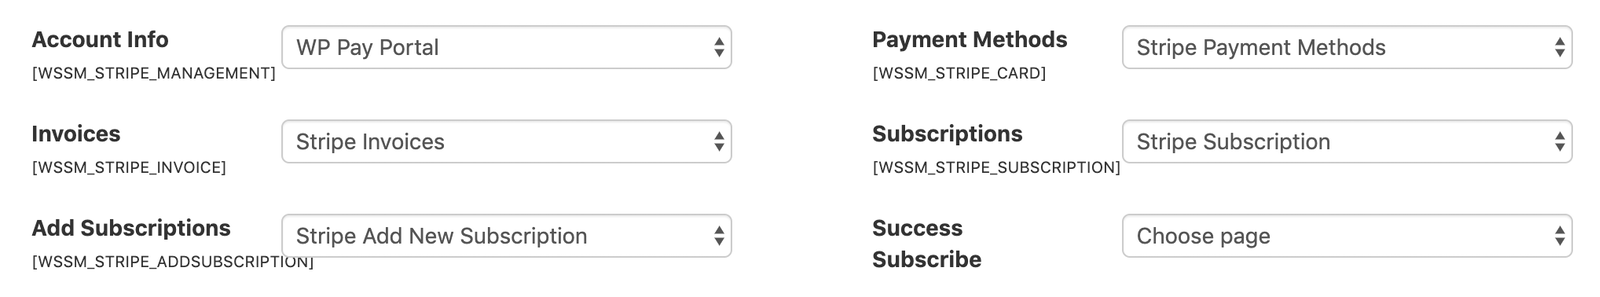 Account Info
WP Pay Portal
[WSSM_STRIPE_MANAGEMENT]
Payment Methods
Stripe Payment Methods
[WSSM_STRIPE_CARD]
Invoices
Stripe Invoices
[WSSM_STRIPE_INVOICE]
Subscriptions
Stripe Subscription
[WSSM_STRIPE_SUBSCRIPTION]
Add Subscriptions
Stripe Add New Subscription
[WSSM_STRIPE_ADDSUBSCRIPTION]
Success
Subscribe
Choose page